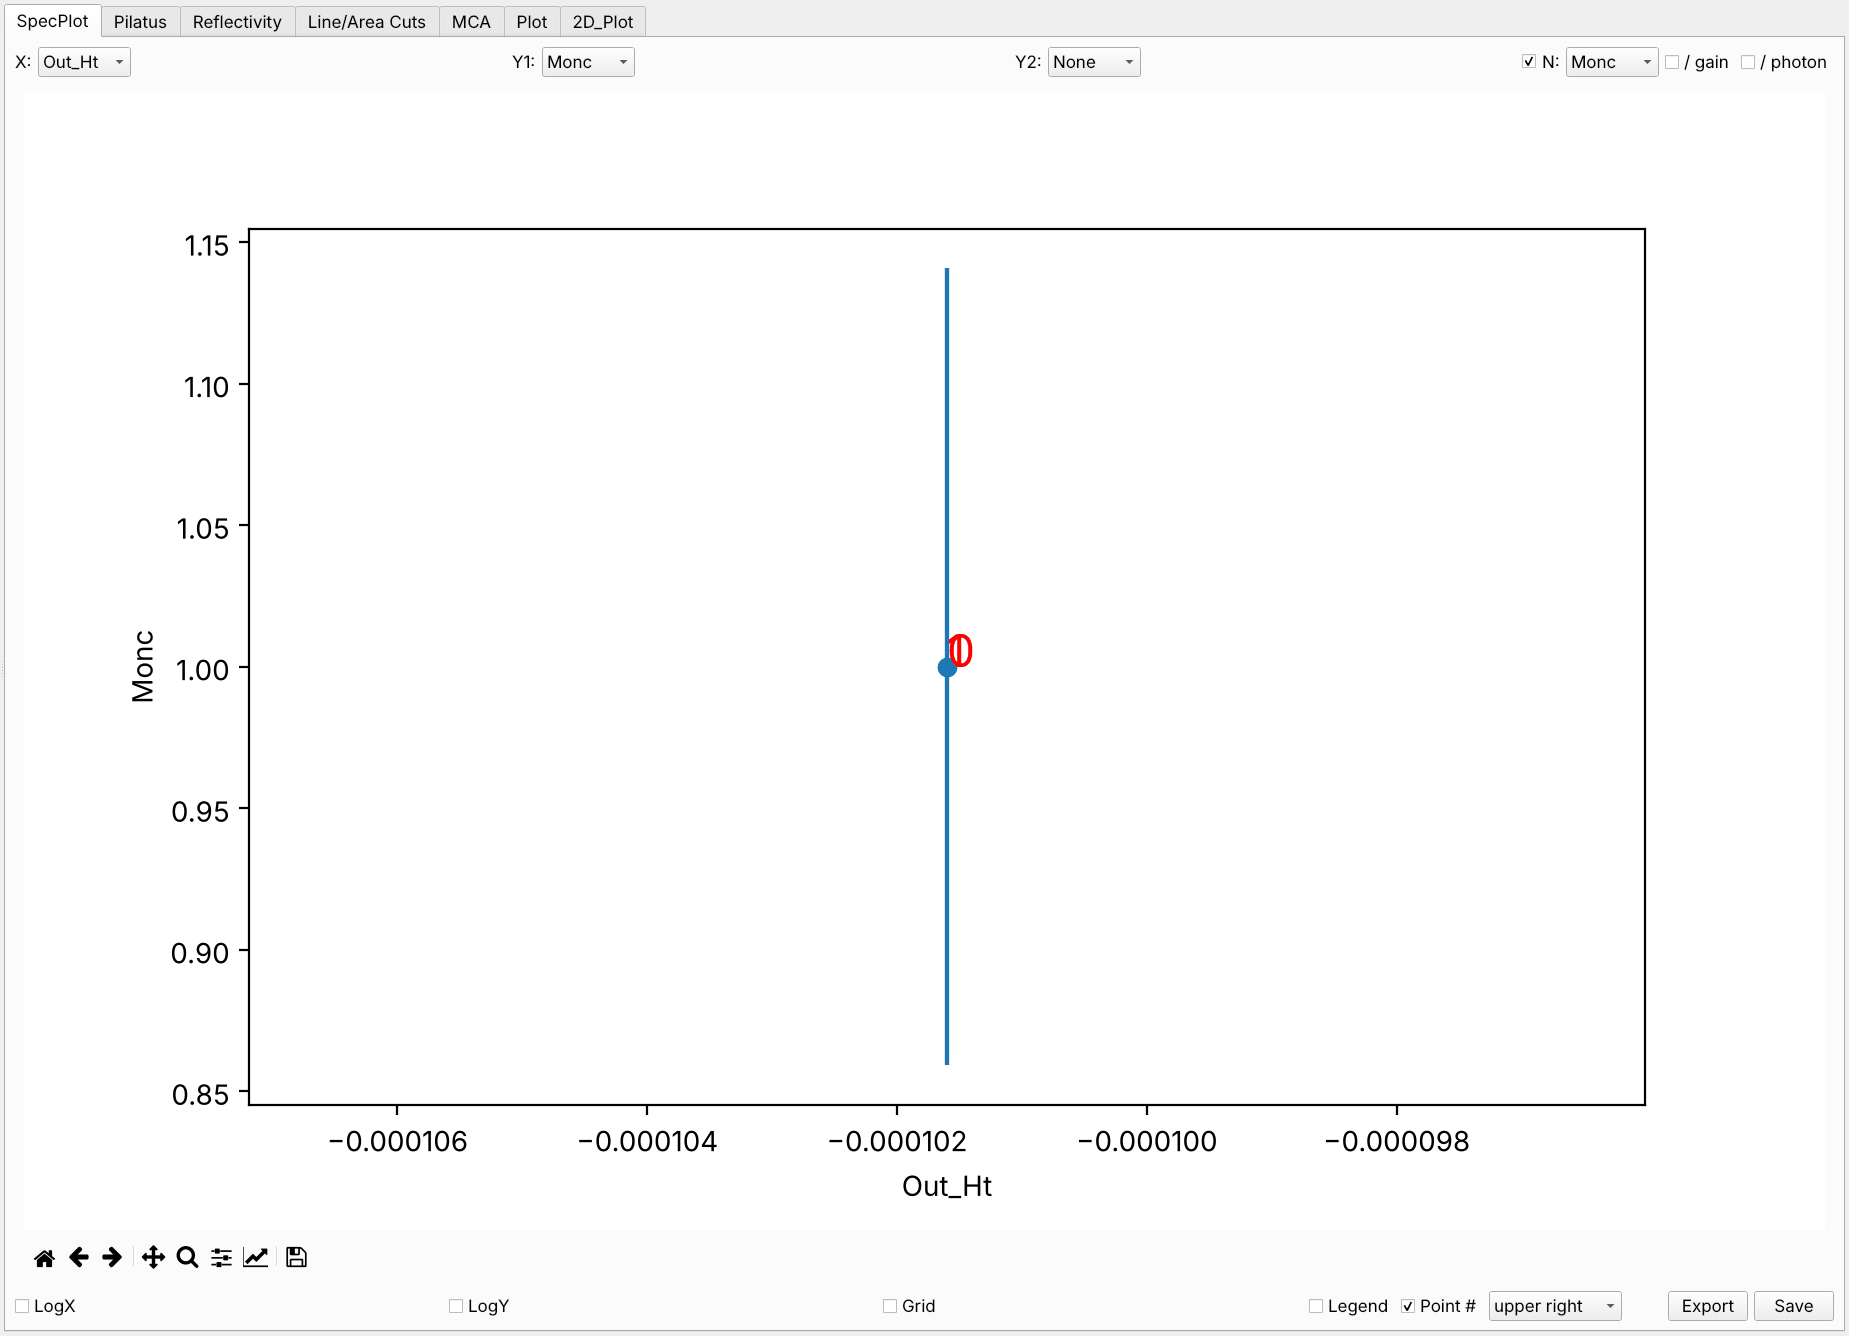 SpecPlot Pilatus Reflectivity Line/Area Cuts MCA Plot 2D_Plot
X: Out_Ht Y1: Monc Y2: None N: Monc / gain / photon
1.15
1.10
1.05
1.00
0.95
0.90
0.85
Monc
0
−0.000106 −0.000104 −0.000102 −0.000100 −0.000098
Out_Ht
LogX LogY Grid Legend Point # upper right Export Save